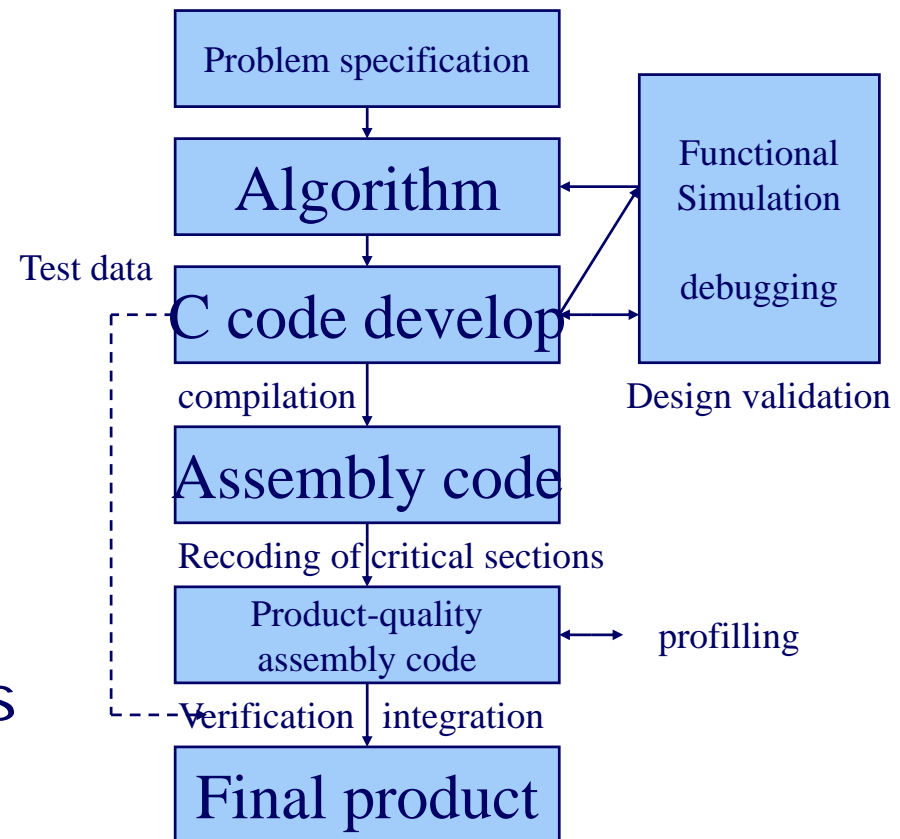 Problem specification
Algorithm
Functional
Simulation
debugging
Test data
C code develop
compilation
Design validation
Assembly code
Recoding of critical sections
Product-quality
assembly code
profilling
s
Verification integration
Final product